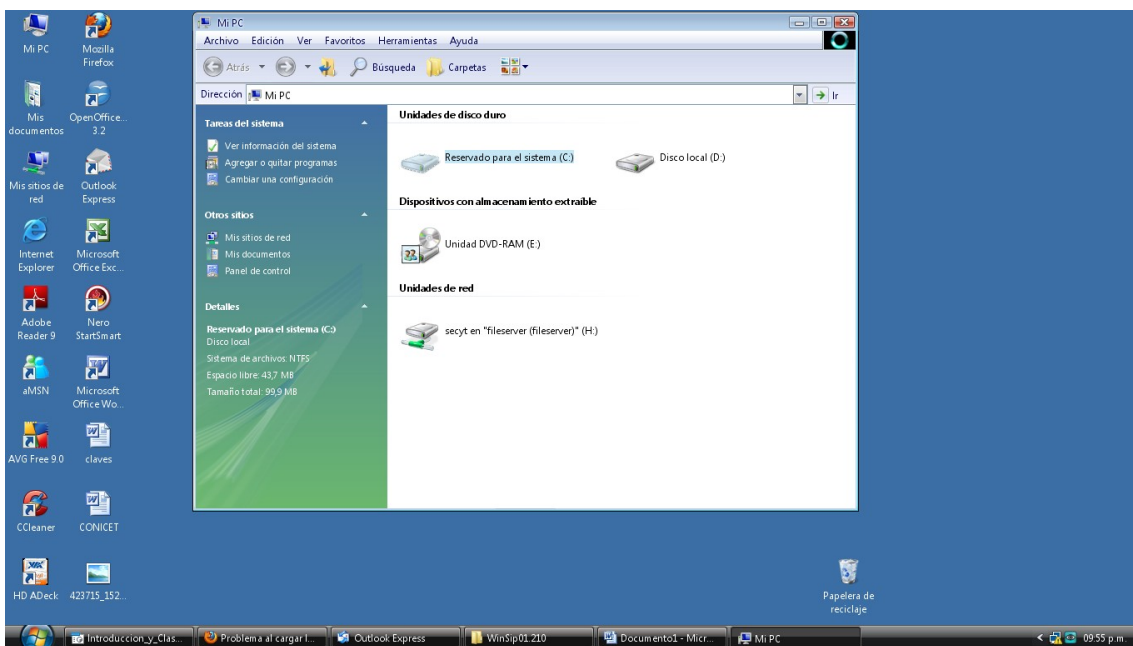 Mi PC
Mozilla
Firefox
Mis
documentos
OpenOffice...
3.2
Mis sitios de
red
Outlook
Express
Internet
Explorer
Microsoft
Office Exc...
Adobe
Reader 9
Nero
StartSmart
aMSN
Microsoft
Office Wo...
AVG Free 9.0
claves
CCleaner
CONICET
HD ADeck
423715_152...
Mi PC
Archivo Edición Ver Favoritos Herramientas Ayuda
Atrás Búsqueda Carpetas
Dirección Mi PC Ir
Tareas del sistema
Ver información del sistema
Agregar o quitar programas
Cambiar una configuración
Otros sitios
Mis sitios de red
Mis documentos
Panel de control
Detalles
Reservado para el sistema (C:)
Disco local
Sistema de archivos: NTFS
Espacio libre: 43,7 MB
Tamaño total: 99,9 MB
Unidades de disco duro
Reservado para el sistema (C:) Disco local (D:)
Dispositivos con almacenamiento extraíble
Unidad DVD-RAM (E:)
Unidades de red
secyt en "fileserver (fileserver)" (H:)
Papelera de
reciclaje
Introduccion_y_Clas... Problema al cargar l... Outlook Express WinSip01.210 Documento1 - Micr... Mi PC 09:55 p.m.